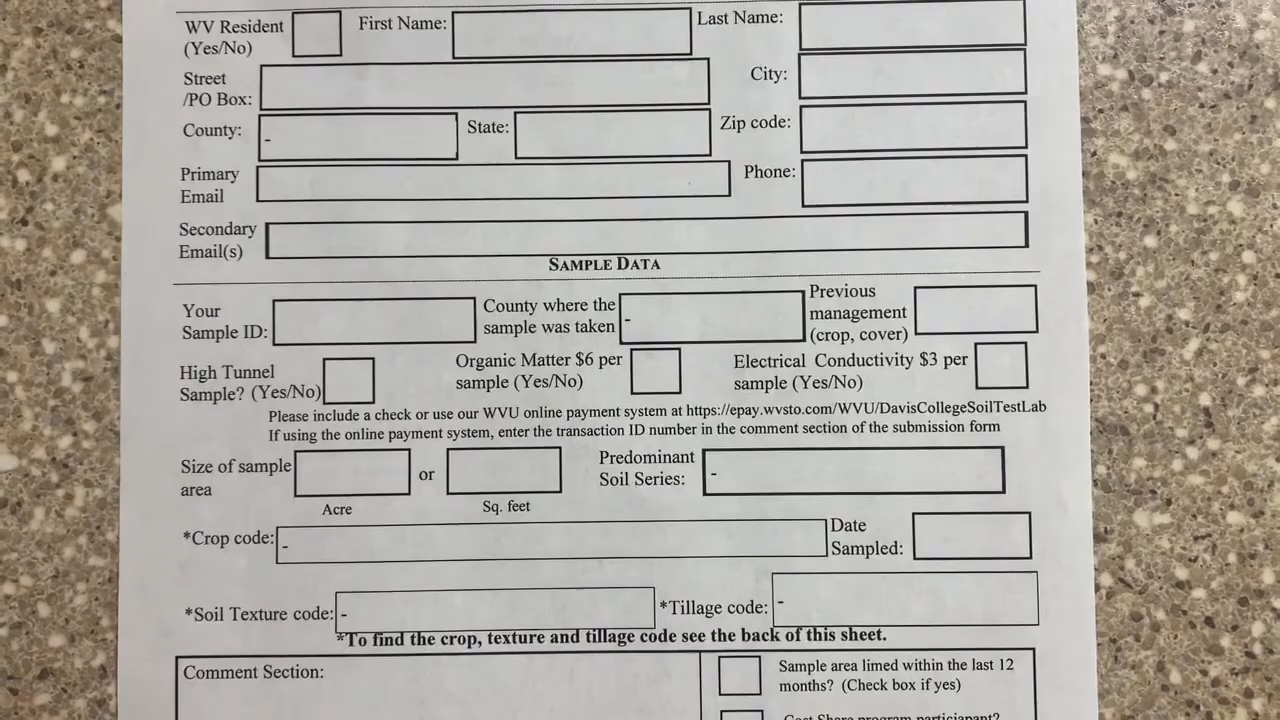 WV Resident (Yes/No)
First Name:
Last Name:
Street /PO Box:
City:
County: -
State:
Zip code:
Primary Email
Phone:
Secondary Email(s)
SAMPLE DATA
Your Sample ID:
County where the sample was taken -
Previous management (crop, cover)
High Tunnel Sample? (Yes/No)
Organic Matter $6 per sample (Yes/No)
Electrical Conductivity $3 per sample (Yes/No)
Please include a check or use our WVU online payment system at https://epay.wvsto.com/WVU/DavisCollegeSoilTestLab
If using the online payment system, enter the transaction ID number in the comment section of the submission form
Size of sample area
or
Acre
Sq. feet
Predominant Soil Series: -
*Crop code: -
Date Sampled:
*Soil Texture code: -
*Tillage code: -
*To find the crop, texture and tillage code see the back of this sheet.
Comment Section:
Sample area limed within the last 12 months? (Check box if yes)
Cost Share program participant?